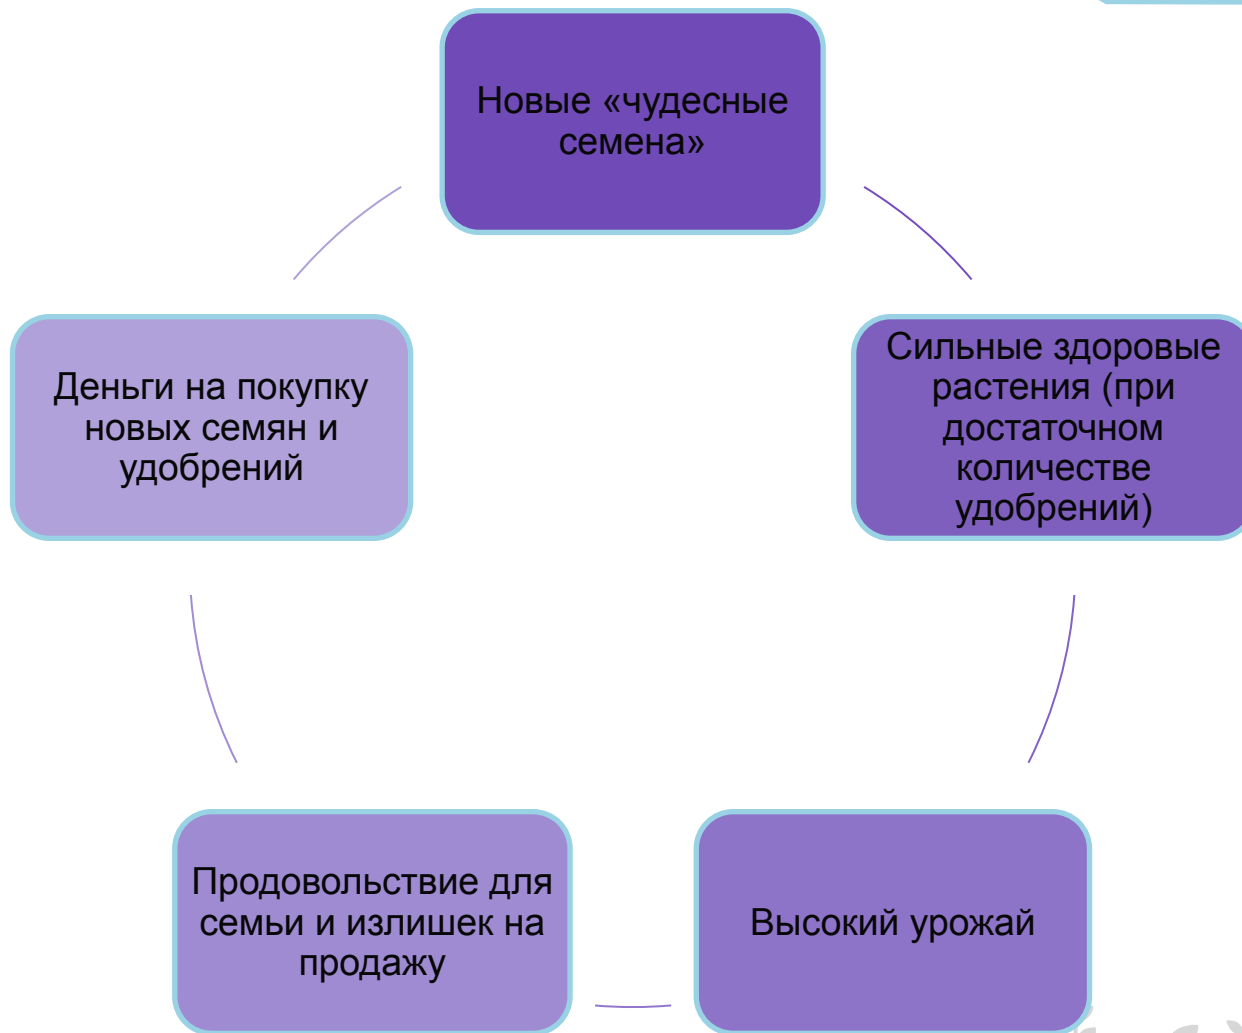 Новые «чудесные
семена»
Сильные здоровые
растения (при
достаточном
количестве
удобрений)
Высокий урожай
Продовольствие для
семьи и излишек на
продажу
Деньги на покупку
новых семян и
удобрений